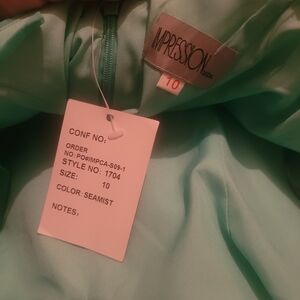 IMPRESSION
10
CONF NO:
ORDER
NO: PO#IMPCA-S09-1
STYLE NO: 1704
SIZE: 10
COLOR: SEAMIST
NOTES: